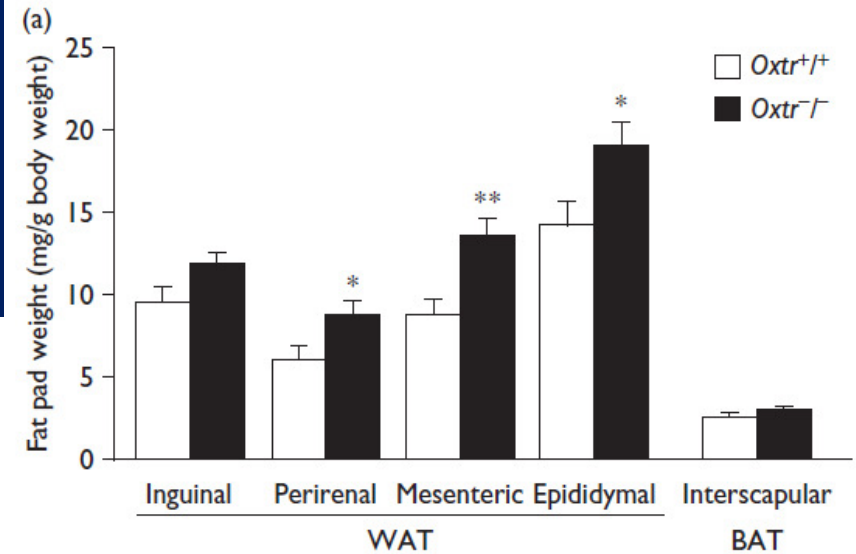 (a)
Fat pad weight (mg/g body weight)
25
20
15
10
5
0
Oxtr⁺/⁺
Oxtr⁻/⁻
*
**
*
Inguinal Perirenal Mesenteric Epididymal Interscapular
WAT BAT